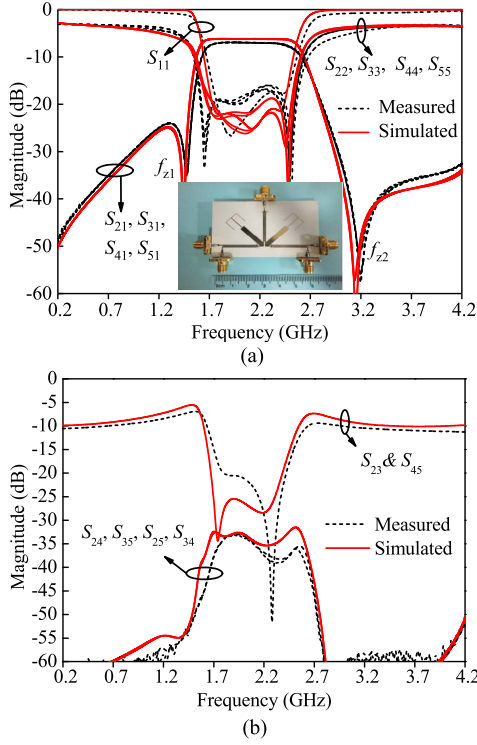 0
-10
-20
-30
-40
-50
-60
Magnitude (dB)
S11
S22, S33, S44, S55
Measured
Simulated
fz1
S21, S31,
S41, S51
fz2
0.2 0.7 1.2 1.7 2.2 2.7 3.2 3.7 4.2
Frequency (GHz)
(a)
0
-5
-10
-15
-20
-25
-30
-35
-40
-45
-50
-55
-60
Magnitude (dB)
S23& S45
S24, S35, S25, S34
Measured
Simulated
0.2 0.7 1.2 1.7 2.2 2.7 3.2 3.7 4.2
Frequency (GHz)
(b)